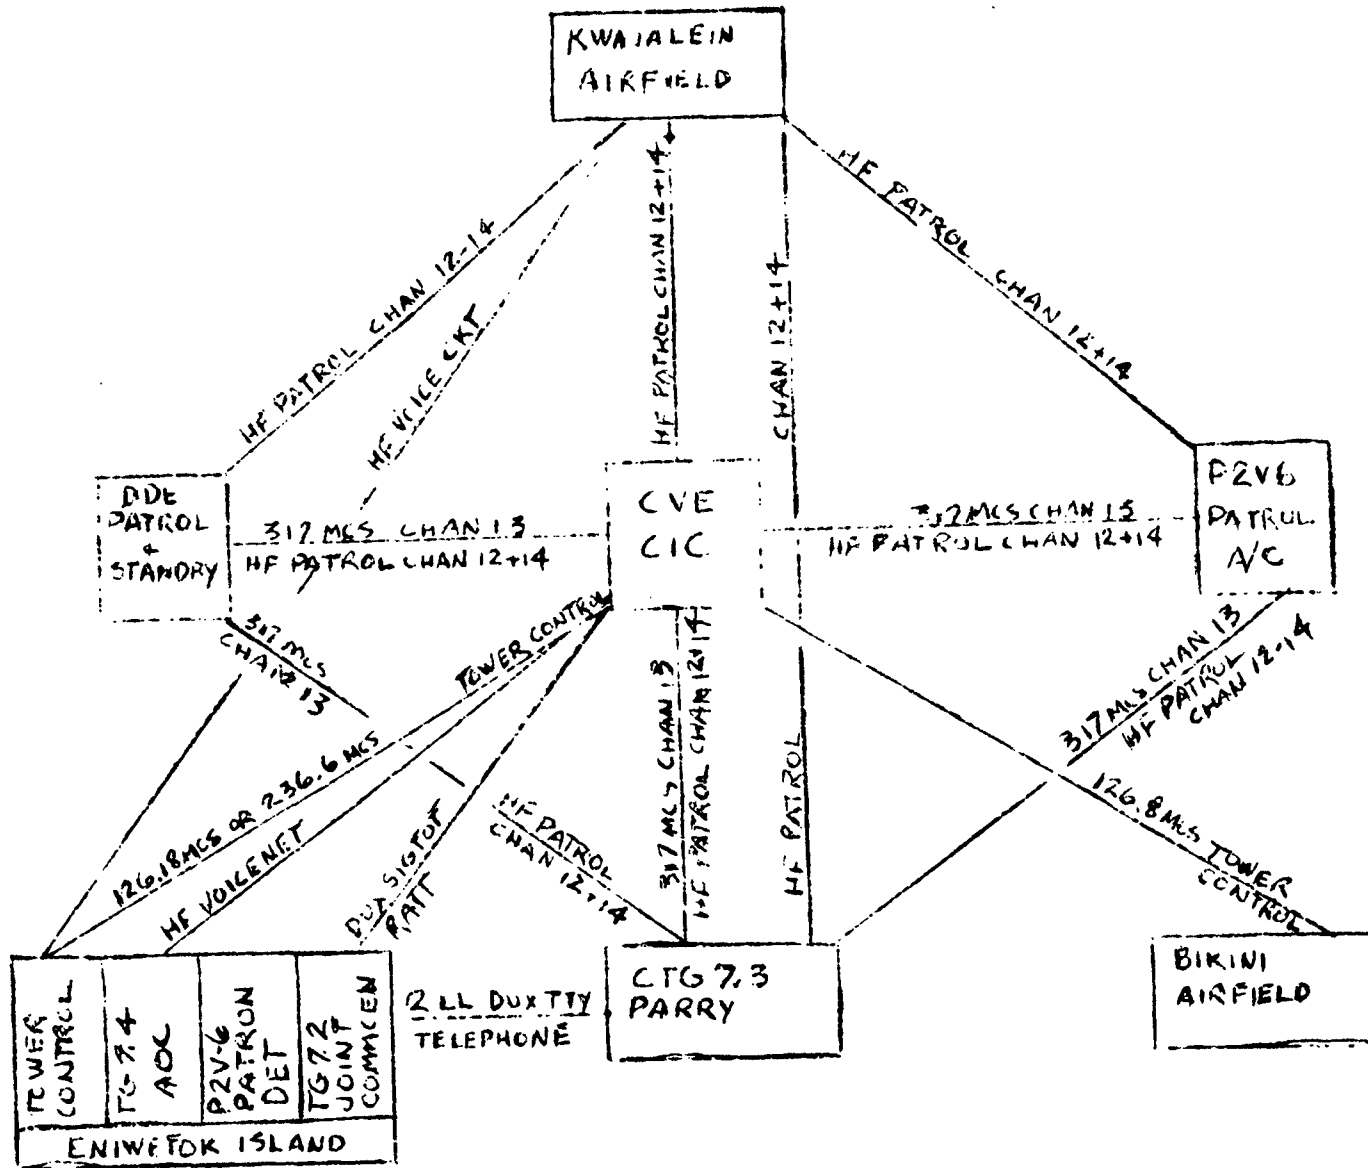 KWAJALEIN
AIRFIELD
HF PATROL CHAN 12-14
HF VOICE CKT
HF PATROL CHAN 12+14
CHAN 12+14
HF PATROL
HF PATROL CHAN 12+14
DDE
PATROL
+
STANDRY
317 MCS CHAN 13
HF PATROL CHAN 12+14
CVE
CIC
317 MCS CHAN 13
HF PATROL CHAN 12+14
P2V6
PATROL
A/C
317 MCS
CHAN 13
HF PATROL
CHAN 12+14
TOWER CONTROL
126.18 MCS OR 236.6 MCS
HF VOICE NET
DUX SIGTOT
RATT
317 MCS CHAN 13
HF PATROL CHAN 12+14
317 MCS CHAN 13
HF PATROL
CHAN 12-14
126.8 MCS TOWER
CONTROL
TOWER
CONTROL
TG 7.4
AOC
P2V-6
PATRON
DET
TG 7.2
JOINT
COMMCEN
ENIWETOK ISLAND
2 LL DUX TTY
TELEPHONE
CTG 7.3
PARRY
BIKINI
AIRFIELD